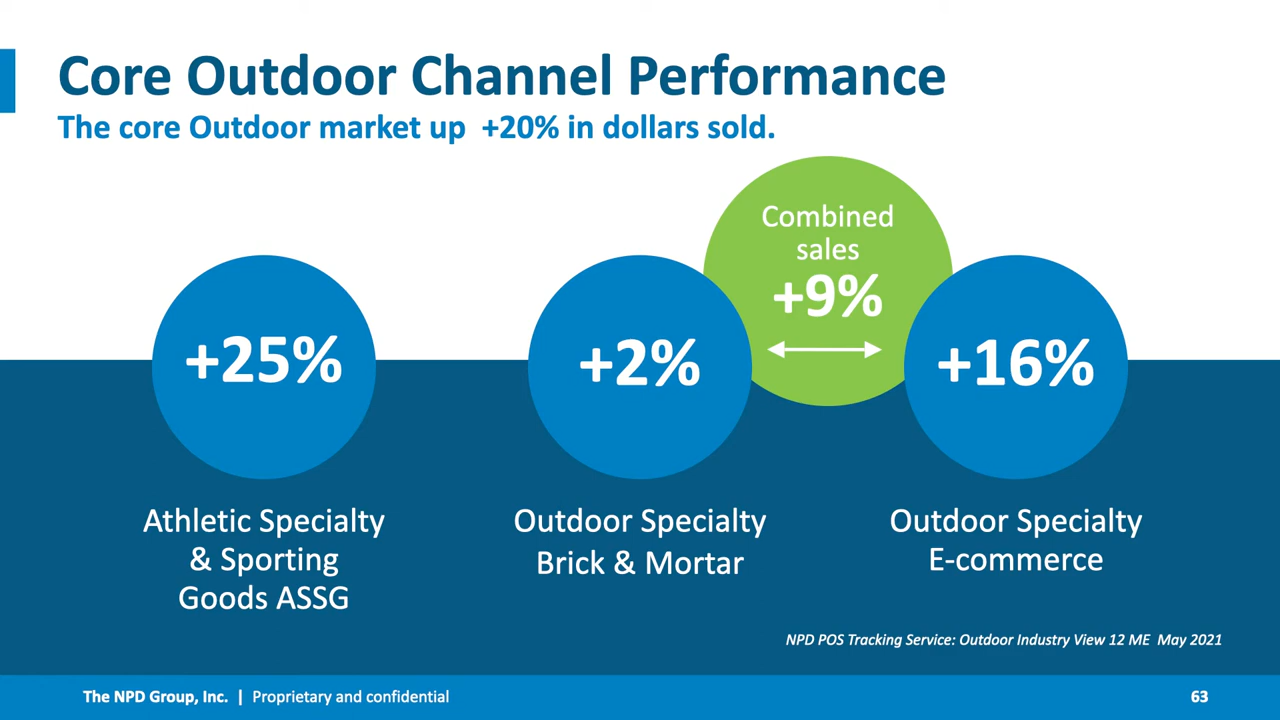 Core Outdoor Channel Performance
The core Outdoor market up  +20% in dollars sold.
Combined
sales
+9%
+25%
+2%
+16%
Athletic Specialty
& Sporting
Goods ASSG
Outdoor Specialty
Brick & Mortar
Outdoor Specialty
E-commerce
NPD POS Tracking Service: Outdoor Industry View 12 ME  May 2021
The NPD Group, Inc. | Proprietary and confidential
63